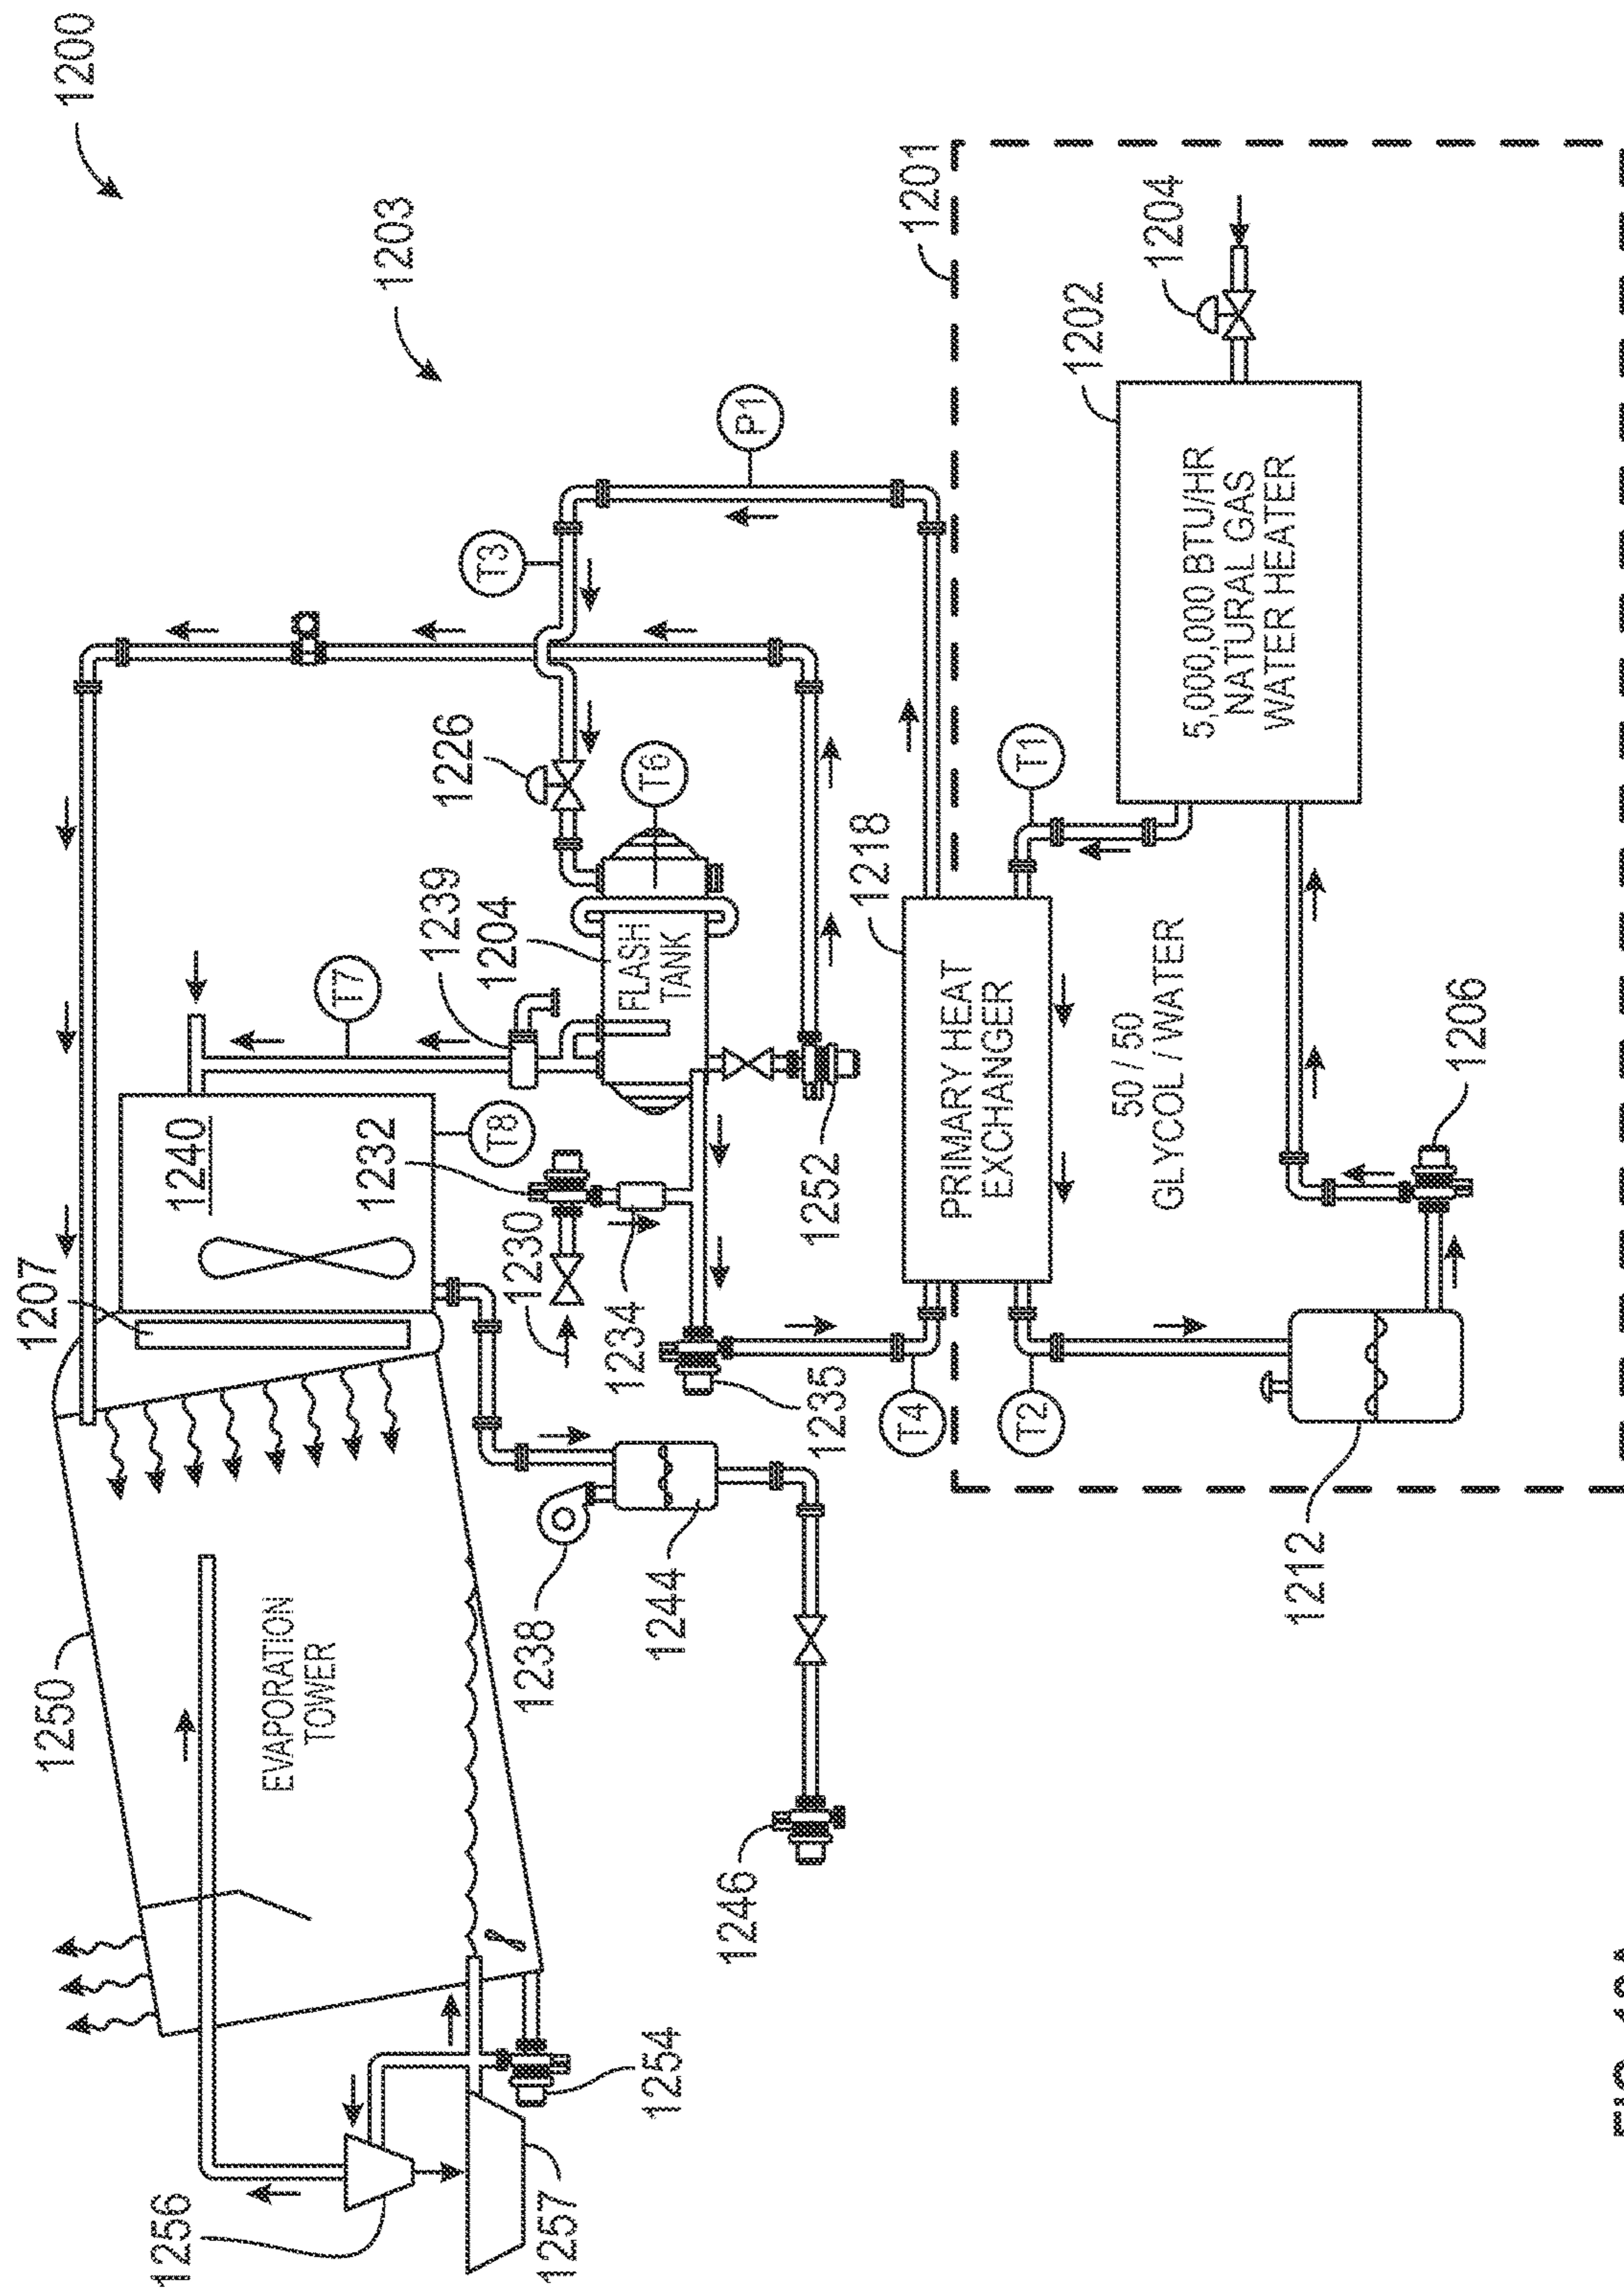 1200
1203
1201
1204
1202
5,000,000 BTU/HR
NATURAL GAS
WATER HEATER
P1
T3
T1
1226
T6
1218
1239
1204
FLASH
TANK
T7
PRIMARY HEAT
EXCHANGER
50 / 50
GLYCOL / WATER
1206
1240
1232
T8
1252
1207
1230
1234
1235
T4
T2
1212
1250
EVAPORATION
TOWER
1238
1244
1246
1254
1256
1257